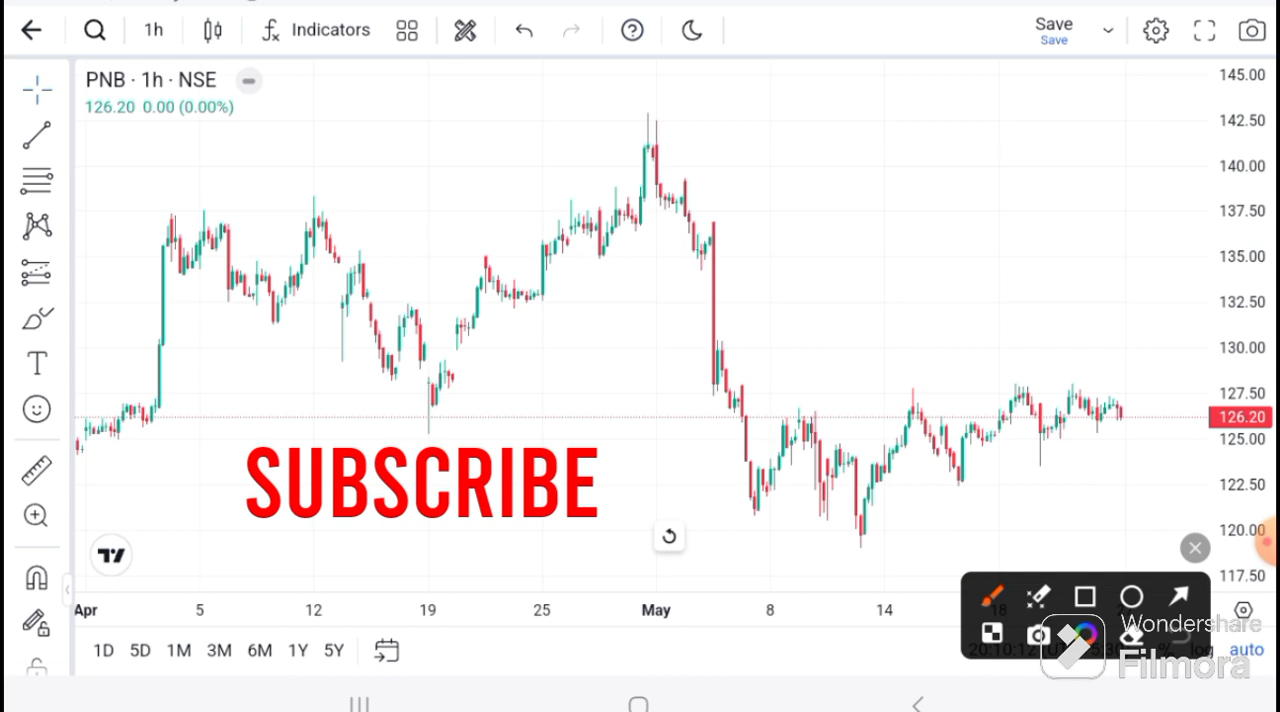 1h
Indicators
Save
Save
PNB · 1h · NSE
126.20 0.00 (0.00%)
145.00
142.50
140.00
137.50
135.00
132.50
130.00
127.50
126.20
125.00
122.50
120.00
117.50
SUBSCRIBE
Apr 5 12 19 25 May 8 14 18
1D 5D 1M 3M 6M 1Y 5Y
% log auto
Wondershare
Filmora